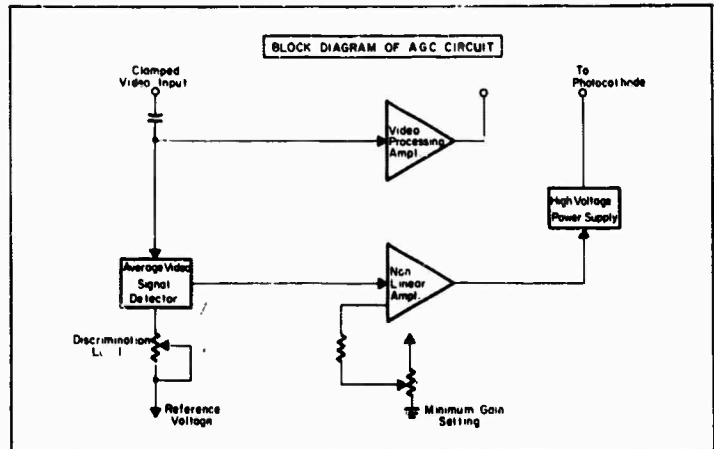 BLOCK DIAGRAM OF AGC CIRCUIT
Clamped
Video Input
To
Photocathode
Video
Processing
Ampl.
High Voltage
Power Supply
Average Video
Signal
Detector
Non
Linear
Ampl.
Discrimination
Reference
Voltage
Minimum Gain
Setting